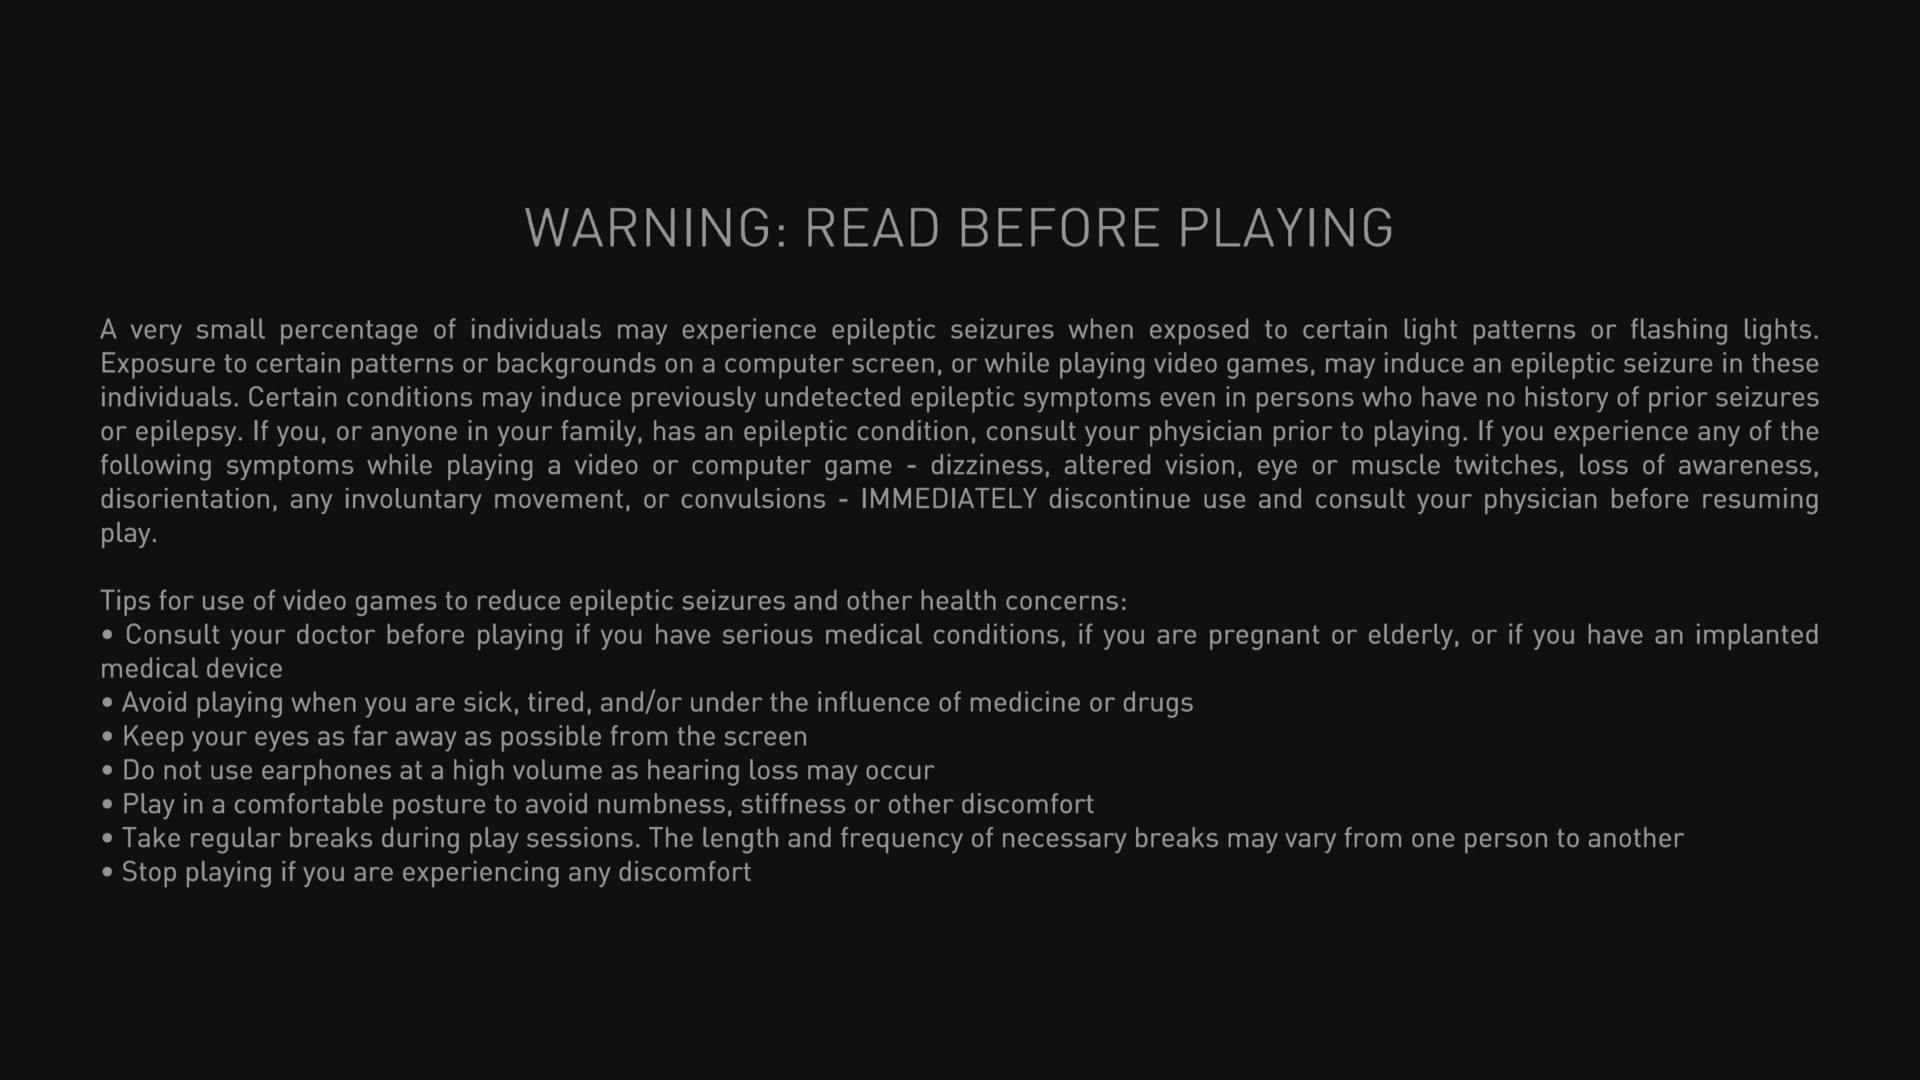 WARNING: READ BEFORE PLAYING
A very small percentage of individuals may experience epileptic seizures when exposed to certain light patterns or flashing lights.
Exposure to certain patterns or backgrounds on a computer screen, or while playing video games, may induce an epileptic seizure in these
individuals. Certain conditions may induce previously undetected epileptic symptoms even in persons who have no history of prior seizures
or epilepsy. If you, or anyone in your family, has an epileptic condition, consult your physician prior to playing. If you experience any of the
following symptoms while playing a video or computer game - dizziness, altered vision, eye or muscle twitches, loss of awareness,
disorientation, any involuntary movement, or convulsions - IMMEDIATELY discontinue use and consult your physician before resuming
play.
Tips for use of video games to reduce epileptic seizures and other health concerns:
• Consult your doctor before playing if you have serious medical conditions, if you are pregnant or elderly, or if you have an implanted
medical device
• Avoid playing when you are sick, tired, and/or under the influence of medicine or drugs
• Keep your eyes as far away as possible from the screen
• Do not use earphones at a high volume as hearing loss may occur
• Play in a comfortable posture to avoid numbness, stiffness or other discomfort
• Take regular breaks during play sessions. The length and frequency of necessary breaks may vary from one person to another
• Stop playing if you are experiencing any discomfort